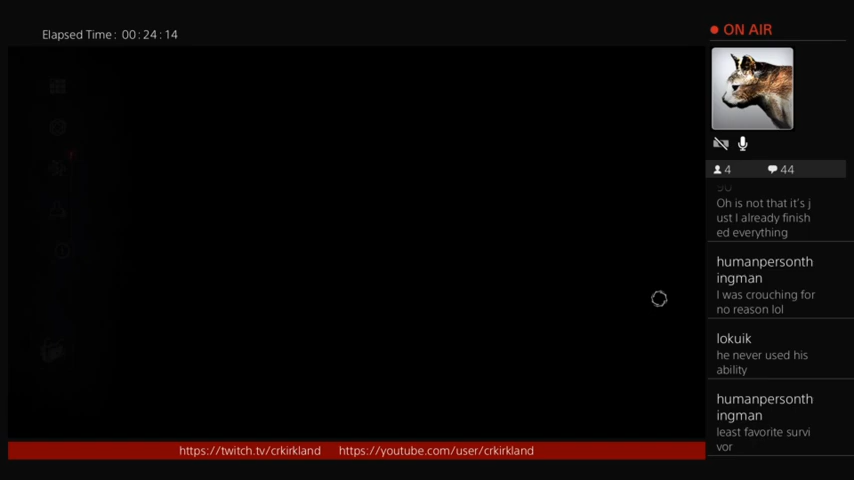 Elapsed Time: 00:24:14
ON AIR
4 44
Oh is not that it's j
ust I already finish
ed everything
humanpersonth
ingman
I was crouching for
no reason lol
lokuik
he never used his
ability
humanpersonth
ingman
least favorite survi
vor
https://twitch.tv/crkirkland https://youtube.com/user/crkirkland